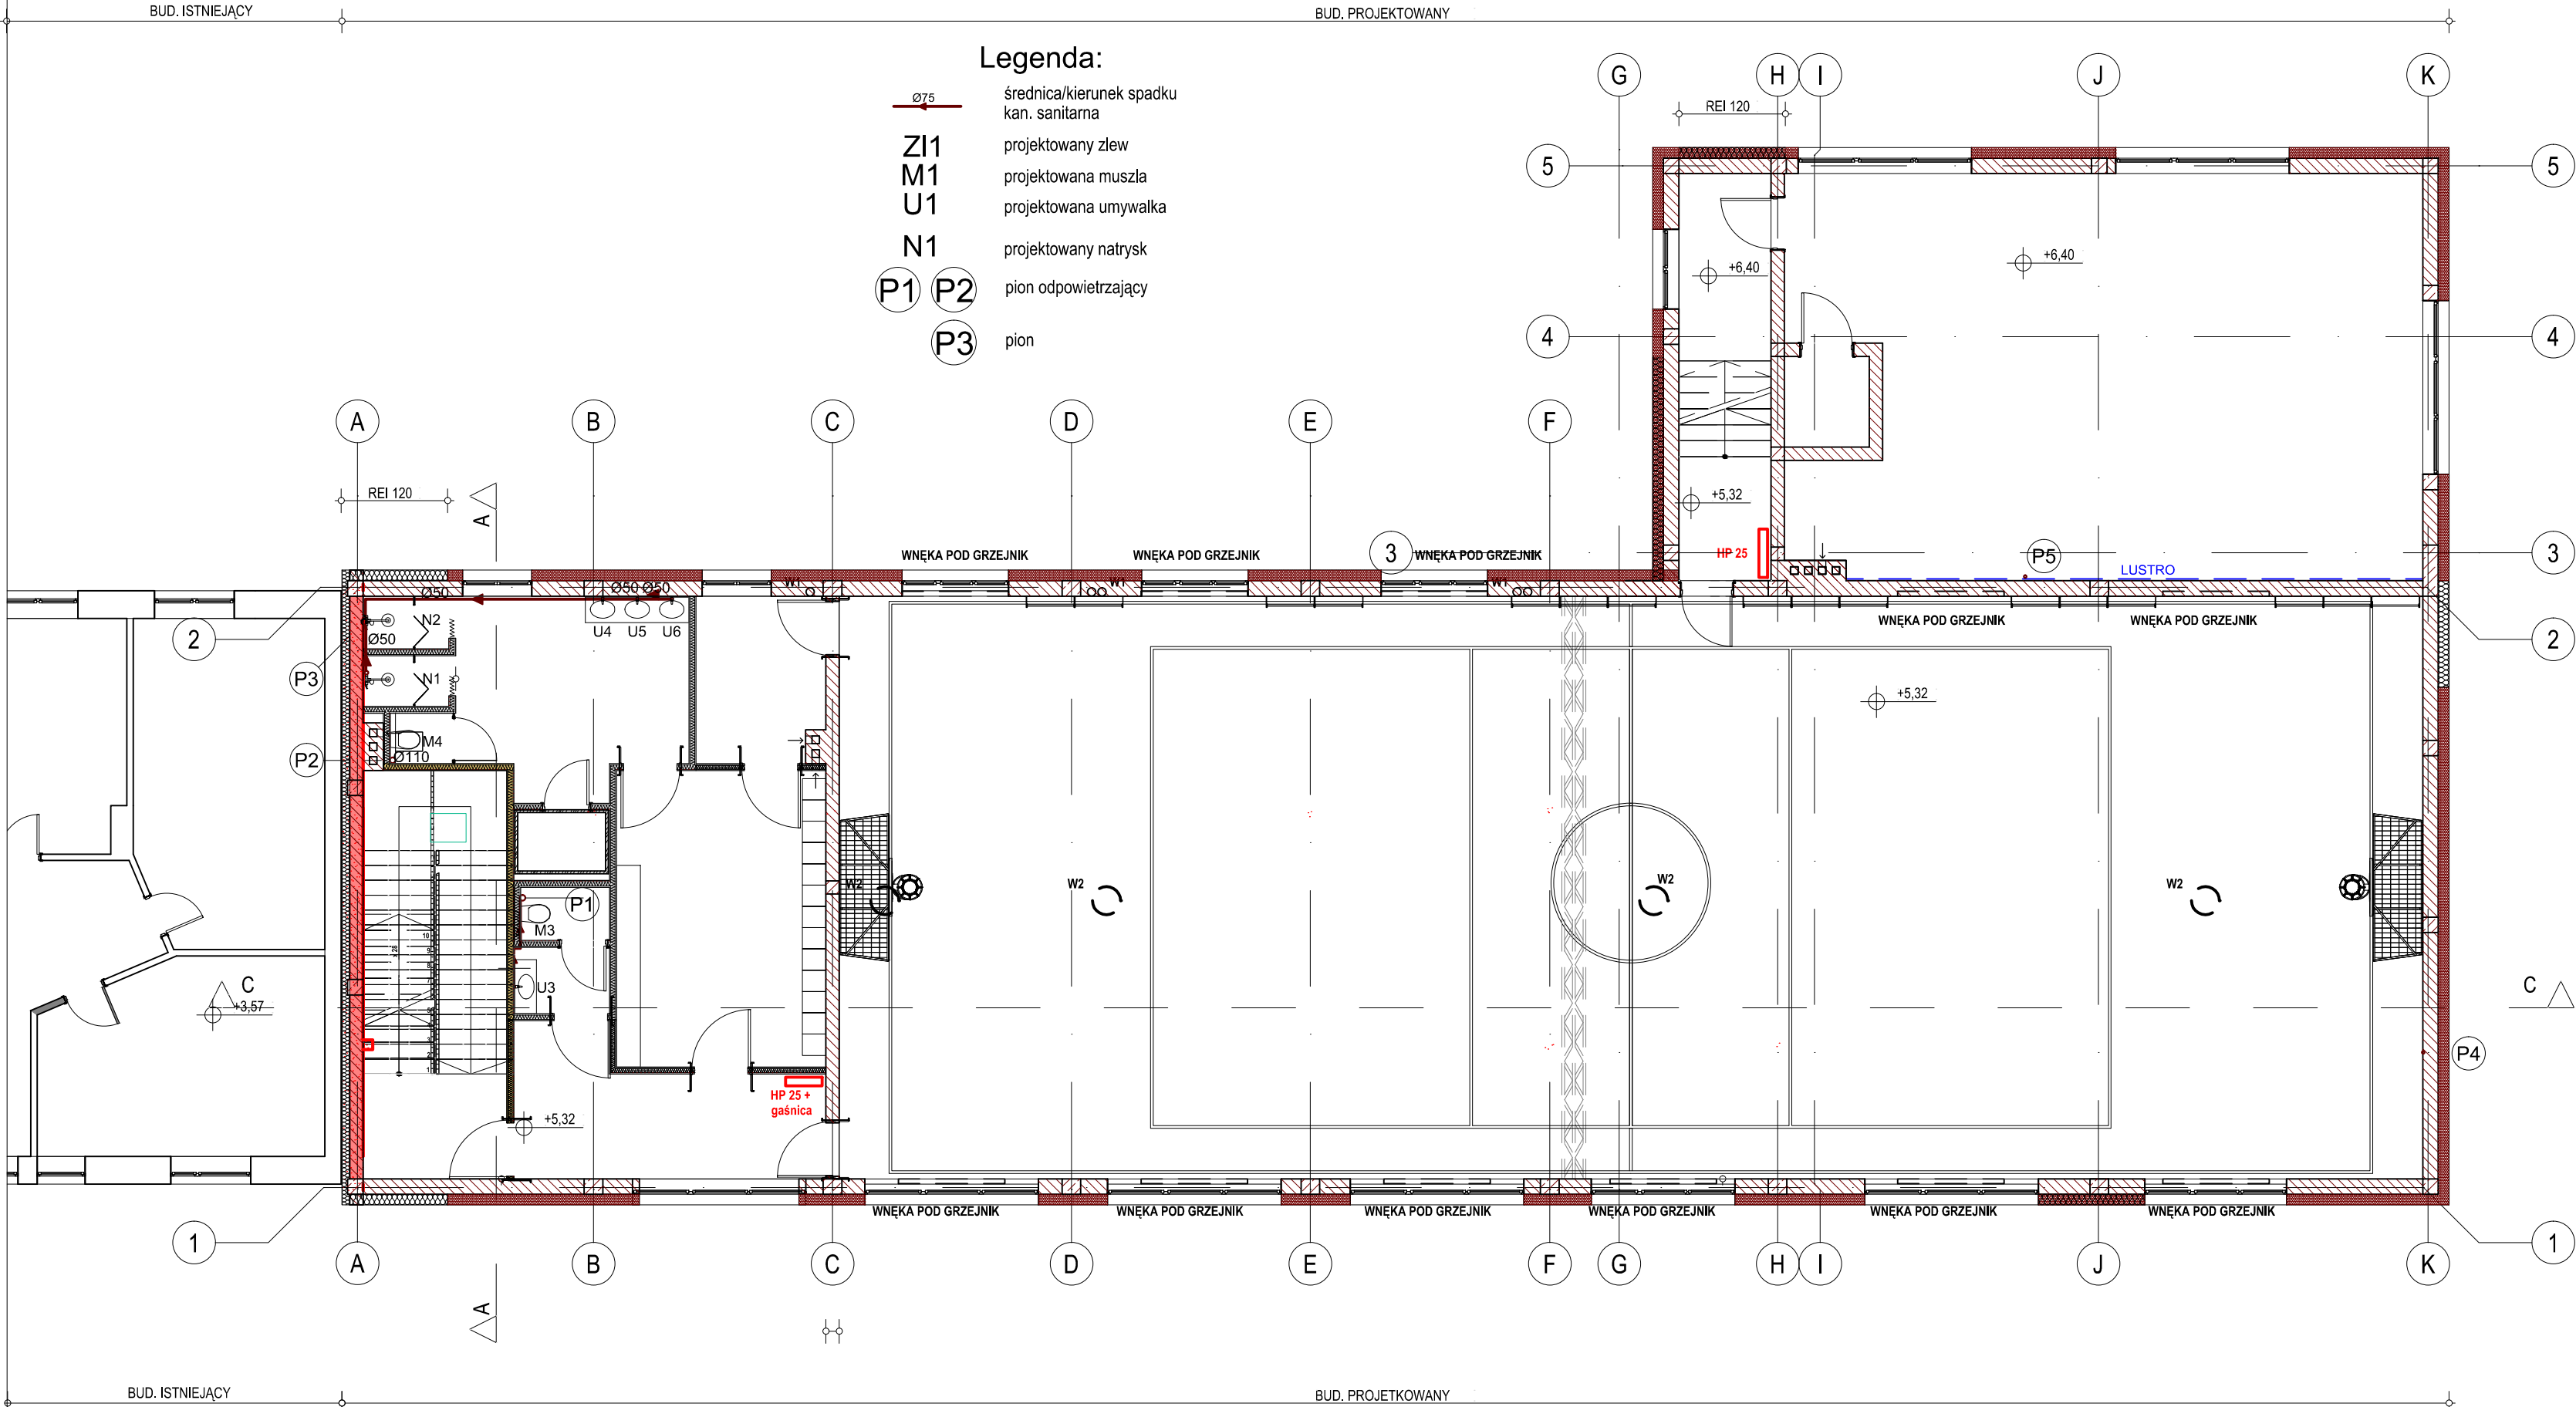 BUD. ISTNIEJĄCY
BUD. PROJEKTOWANY
Legenda:
Ø75
średnica/kierunek spadku
kan. sanitarna
Zl1
projektowany zlew
M1
projektowana muszla
U1
projektowana umywalka
N1
projektowany natrysk
P1 P2
pion odpowietrzający
P3
pion
G H I J K
REI 120
5
5
+6,40
+6,40
4
4
A B C D E F
REI 120
A
+5,32
WNĘKA POD GRZEJNIK
WNĘKA POD GRZEJNIK
3
WNĘKA POD GRZEJNIK
HP 25
P5
3
LUSTRO
W1
W1
W1
Ø50
Ø50 Ø50
N2
U4 U5 U6
Ø50
2
WNĘKA POD GRZEJNIK
WNĘKA POD GRZEJNIK
2
P3
N1
+5,32
M4
Ø110
P2
W2
W2
W2
W2
P1
M3
U3
C
+3,57
C
P4
10
9
8
2
1
HP 25 +
gaśnica
+5,32
WNĘKA POD GRZEJNIK
WNĘKA POD GRZEJNIK
WNĘKA POD GRZEJNIK
WNĘKA POD GRZEJNIK
WNĘKA POD GRZEJNIK
WNĘKA POD GRZEJNIK
1
1
A B C D E F G H I J K
A
BUD. ISTNIEJĄCY
BUD. PROJETKOWANY